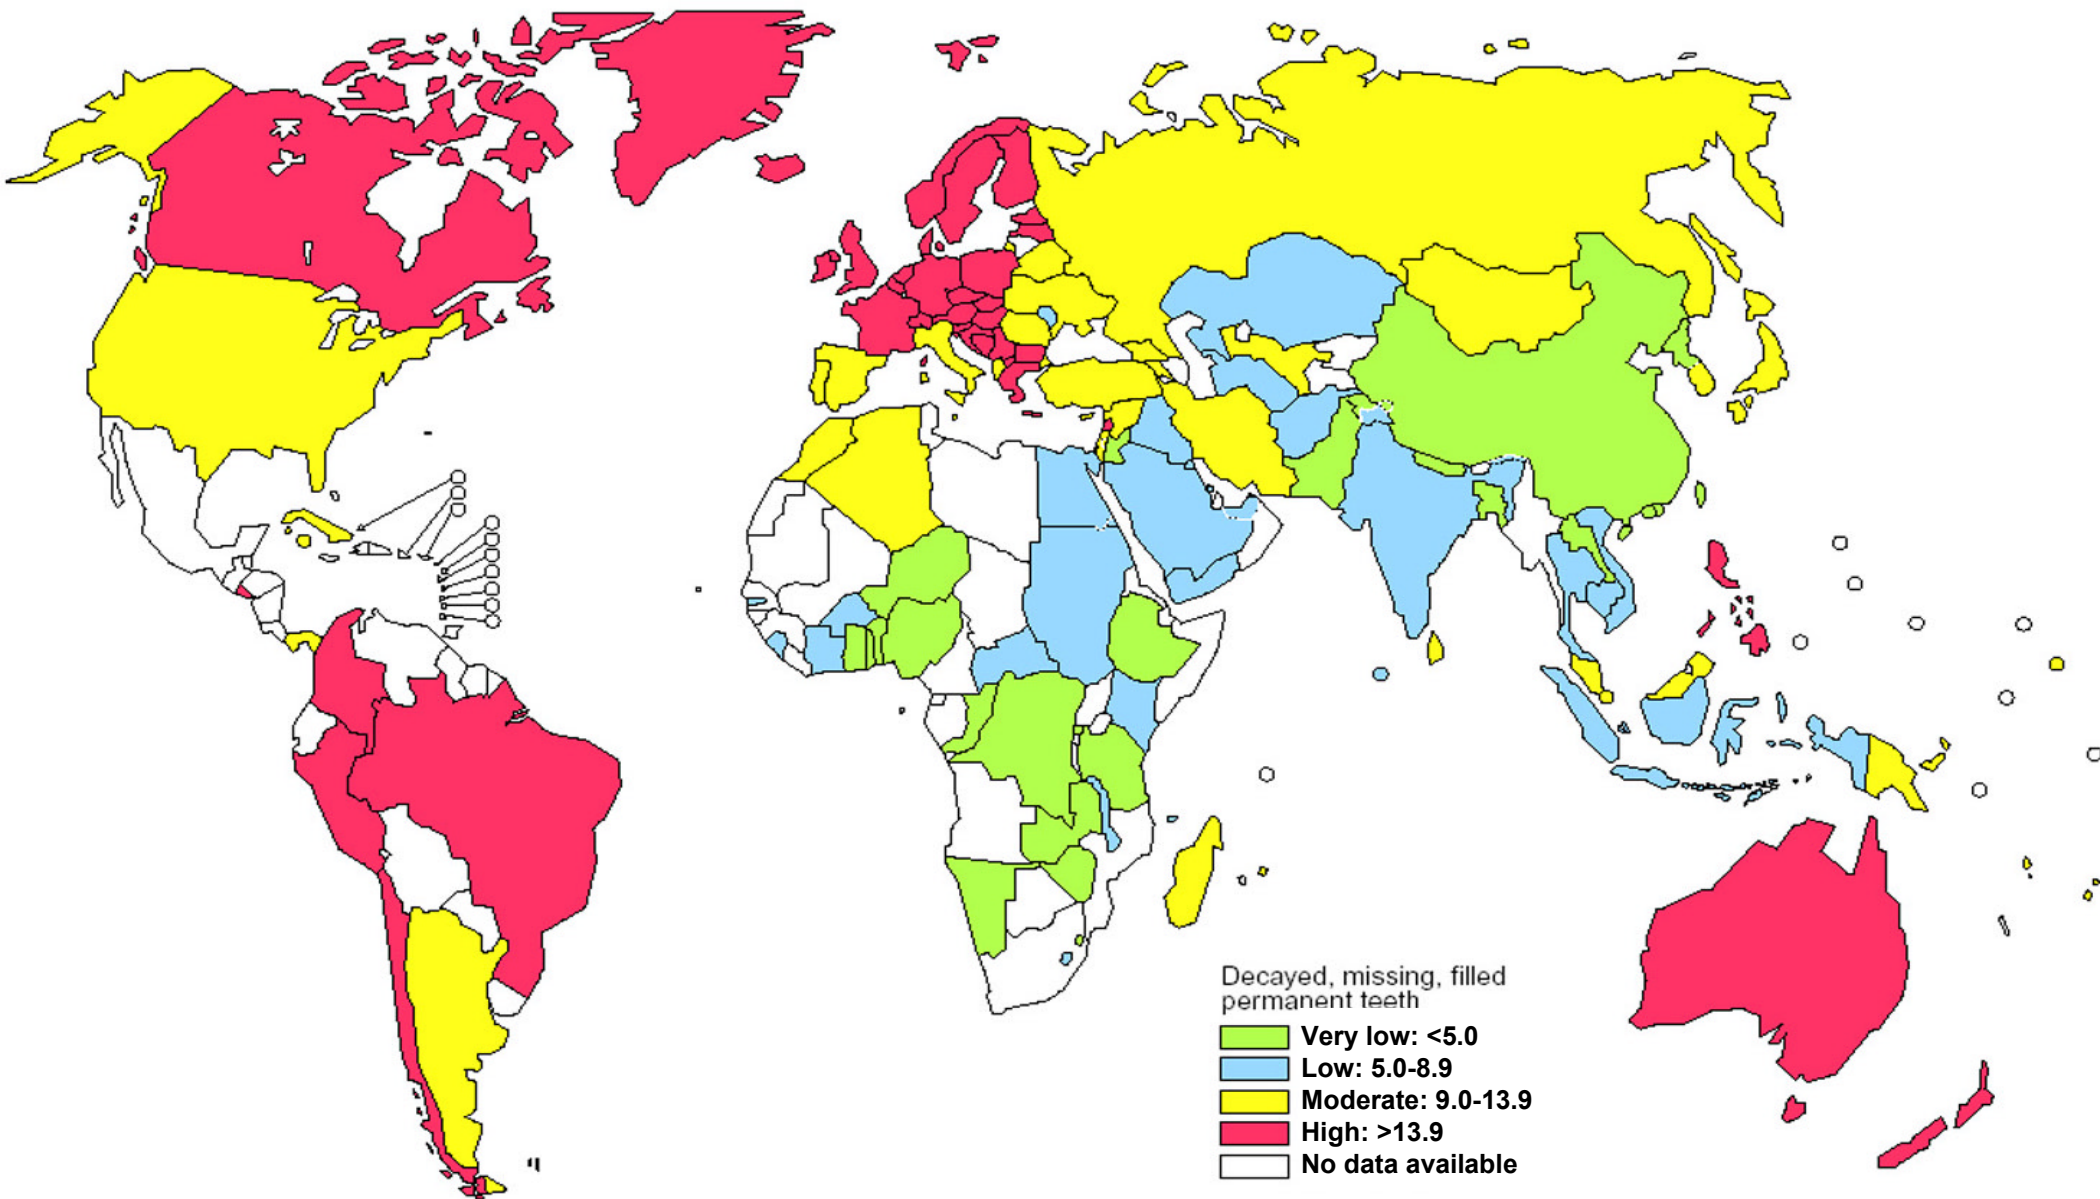 Decayed, missing, filled
permanent teeth
Very low: <5.0
Low: 5.0-8.9
Moderate: 9.0-13.9
High: >13.9
No data available